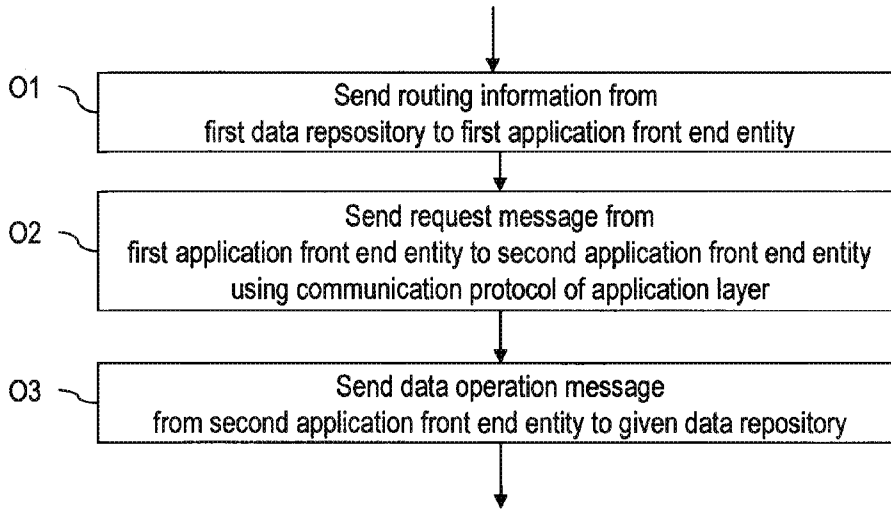 O1
Send routing information from
first data repsository to first application front end entity
O2
Send request message from
first application front end entity to second application front end entity
using communication protocol of application layer
O3
Send data operation message
from second application front end entity to given data repository